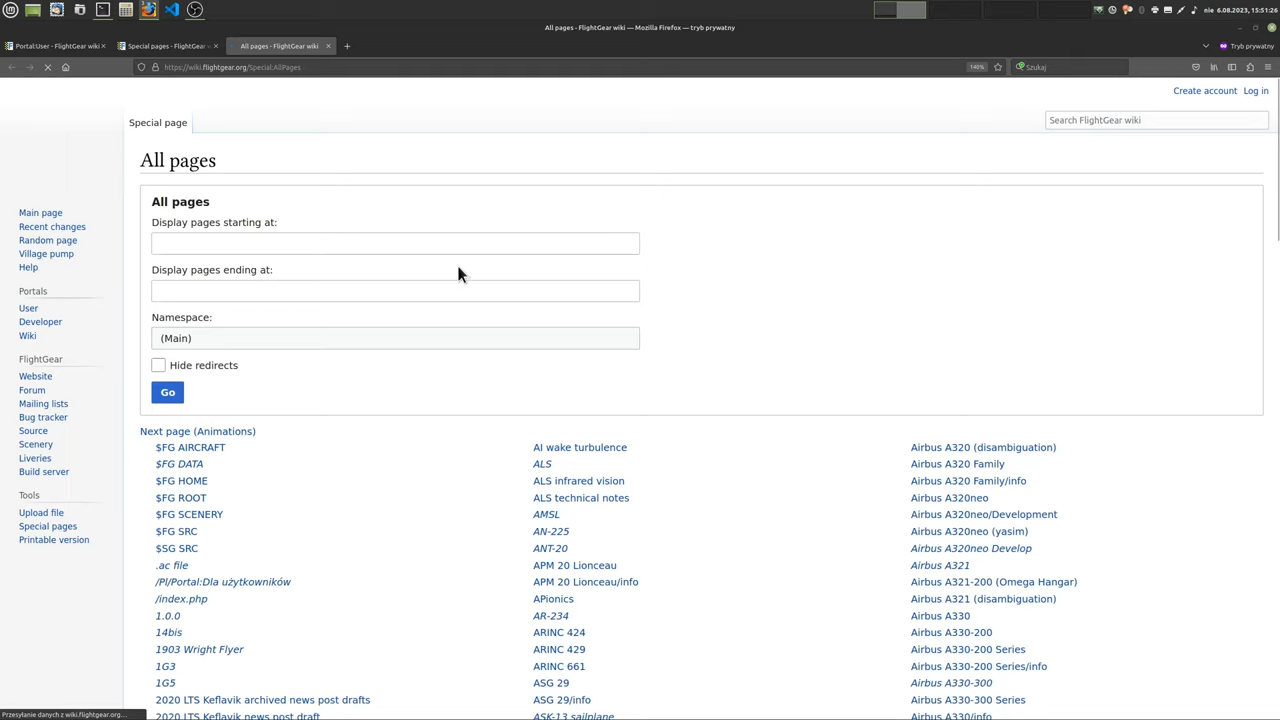 nie 6.08.2023, 15:51:26
All pages - FlightGear wiki — Mozilla Firefox — tryb prywatny
Portal:User - FlightGear wiki
Special pages - FlightGear w
All pages - FlightGear wiki
Tryb prywatny
https://wiki.flightgear.org/Special:AllPages
140%
Szukaj
Create account
Log in
Special page
Search FlightGear wiki
All pages
All pages
Display pages starting at:
Display pages ending at:
Namespace:
(Main)
Hide redirects
Go
Main page
Recent changes
Random page
Village pump
Help
Portals
User
Developer
Wiki
FlightGear
Website
Forum
Mailing lists
Bug tracker
Source
Scenery
Liveries
Build server
Tools
Upload file
Special pages
Printable version
Next page (Animations)
$FG AIRCRAFT
$FG DATA
$FG HOME
$FG ROOT
$FG SCENERY
$FG SRC
$SG SRC
.ac file
/Pl/Portal:Dla użytkowników
/index.php
1.0.0
14bis
1903 Wright Flyer
1G3
1G5
2020 LTS Keflavik archived news post drafts
2020 LTS Keflavik news post draft
AI wake turbulence
ALS
ALS infrared vision
ALS technical notes
AMSL
AN-225
ANT-20
APM 20 Lionceau
APM 20 Lionceau/info
APionics
AR-234
ARINC 424
ARINC 429
ARINC 661
ASG 29
ASG 29/info
ASK-13 sailplane
Airbus A320 (disambiguation)
Airbus A320 Family
Airbus A320 Family/info
Airbus A320neo
Airbus A320neo/Development
Airbus A320neo (yasim)
Airbus A320neo Develop
Airbus A321
Airbus A321-200 (Omega Hangar)
Airbus A321 (disambiguation)
Airbus A330
Airbus A330-200
Airbus A330-200 Series
Airbus A330-200 Series/info
Airbus A330-300
Airbus A330-300 Series
Airbus A330/info
Przesyłanie danych z wiki.flightgear.org...